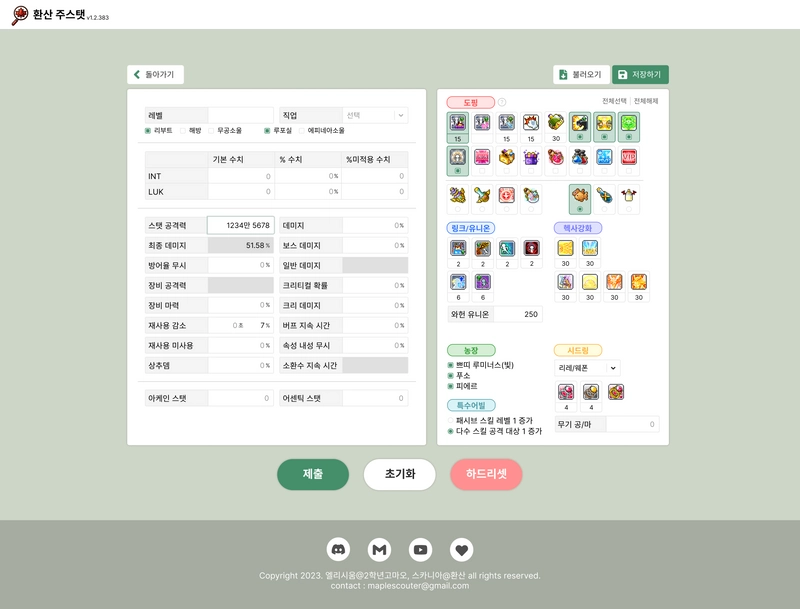 환산 주스탯 v1.2.383
돌아가기
불러오기
저장하기
레벨
직업 선택
리부트 해방 무공소울 루포실 에피네아소울
기본 수치 % 수치 %미적용 수치
INT 0 0% 0
LUK 0 0% 0
스탯 공격력 1234만 5678 데미지 0%
최종 데미지 51.58% 보스 데미지 0%
방어율 무시 0% 일반 데미지
장비 공격력 크리티컬 확률 0%
장비 마력 0% 크리 데미지 0%
재사용 감소 0초 7% 버프 지속 시간 0%
재사용 미사용 0% 속성 내성 무시 0%
상추뎀 0% 소환수 지속 시간
아케인 스탯 0 어센틱 스탯 0
도핑 ?
전체선택 | 전체해제
15 15 15 30
VIP
링크/유니온
2 2 2 2
6 6
와헌 유니온 250
헥사강화
30 30
30 30 30 30
농장
쁘띠 루미너스(빛)
푸소
피에르
특수어빌
패시브 스킬 레벨 1 증가
다수 스킬 공격 대상 1 증가
시드링
리레/웨폰
4 4
무기 공/마 0
제출
초기화
하드리셋
Copyright 2023. 엘리시움@2학년고마모, 스카니아@환산 all rights reserved.
contact : maplescouter@gmail.com